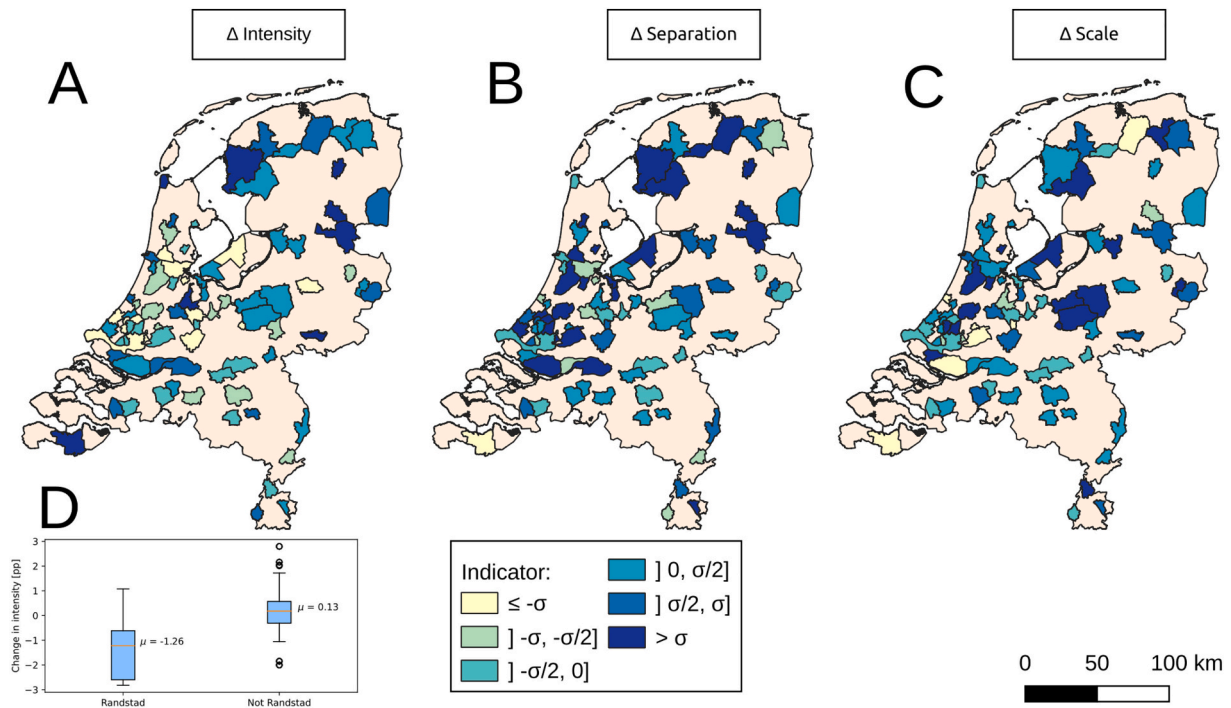 Δ Intensity
Δ Separation
Δ Scale
A
B
C
D
3
2
1
0
−1
−2
−3
Change in intensity [pp]
μ = -1.26
μ = 0.13
Randstad
Not Randstad
Indicator:
≤ -σ
] -σ, -σ/2]
] -σ/2, 0]
] 0, σ/2]
] σ/2, σ]
> σ
0 50 100 km